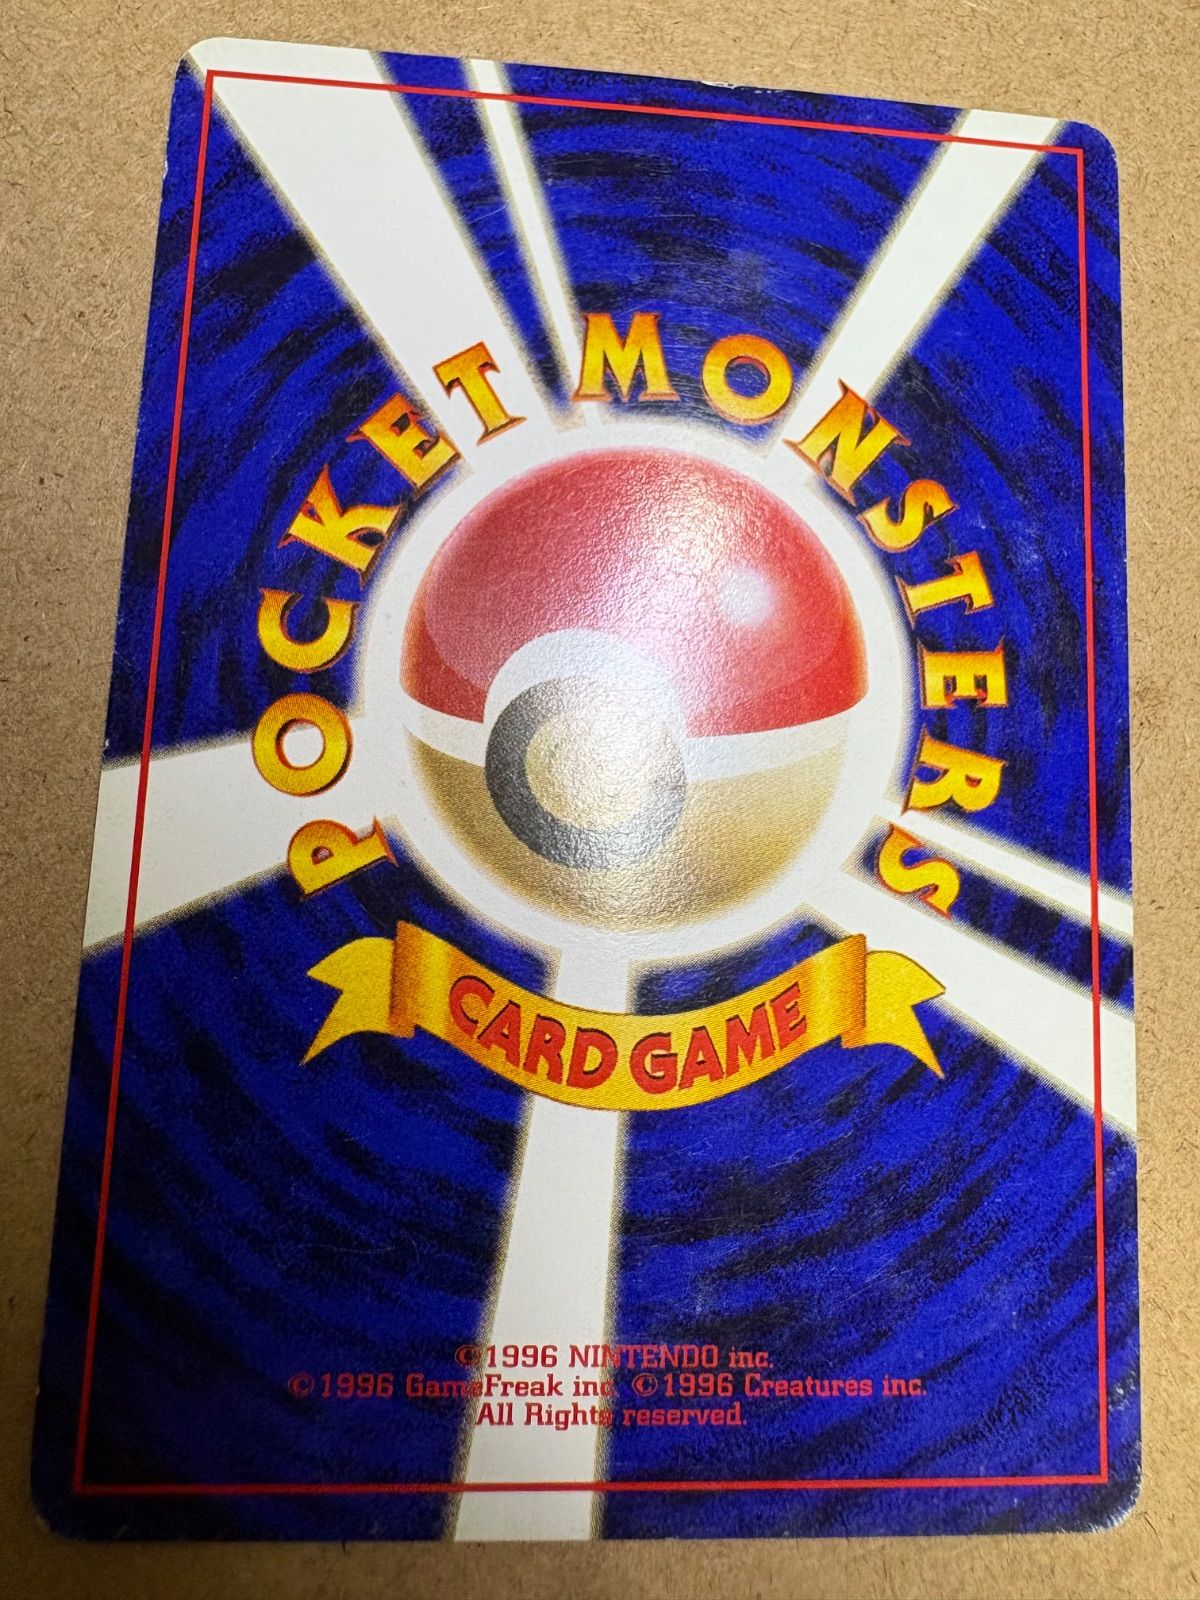 POCKET MONSTERS
CARD GAME
©1996 NINTENDO inc.
©1996 GameFreak inc. ©1996 Creatures inc.
All Rights reserved.